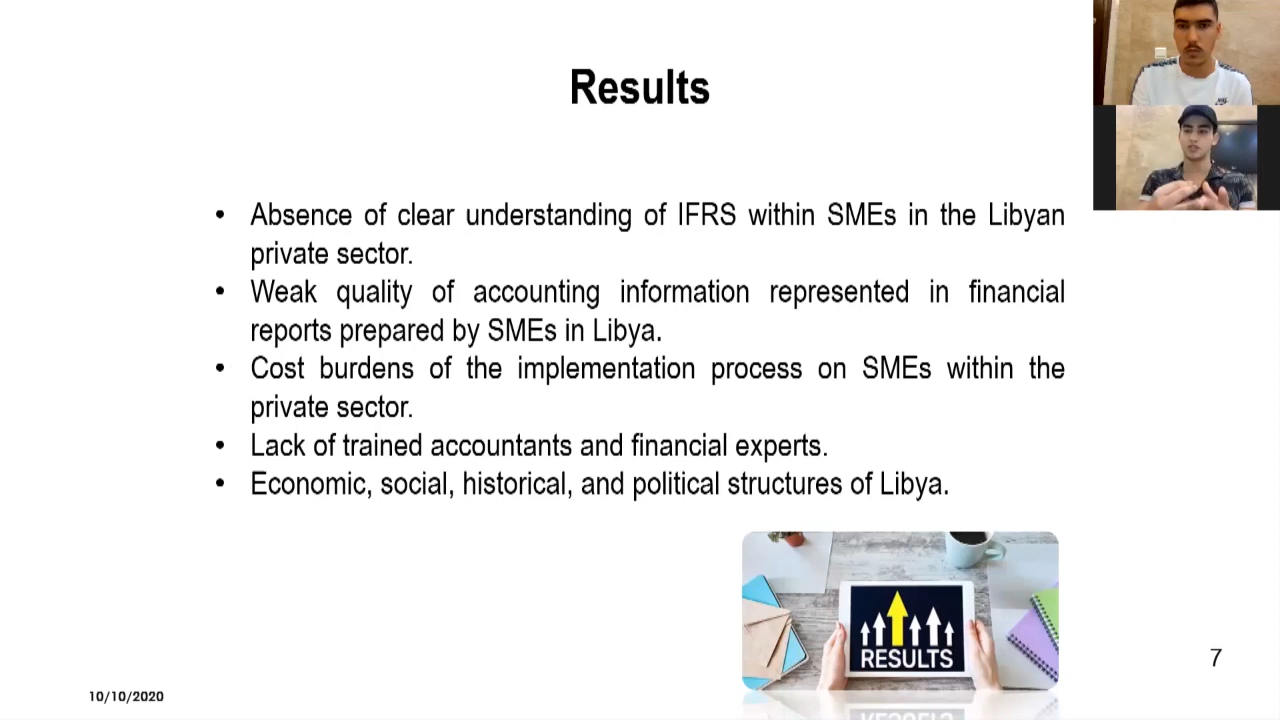 Results
• Absence of clear understanding of IFRS within SMEs in the Libyan
private sector.
• Weak quality of accounting information represented in financial
reports prepared by SMEs in Libya.
• Cost burdens of the implementation process on SMEs within the
private sector.
• Lack of trained accountants and financial experts.
• Economic, social, historical, and political structures of Libya.
RESULTS
7
10/10/2020